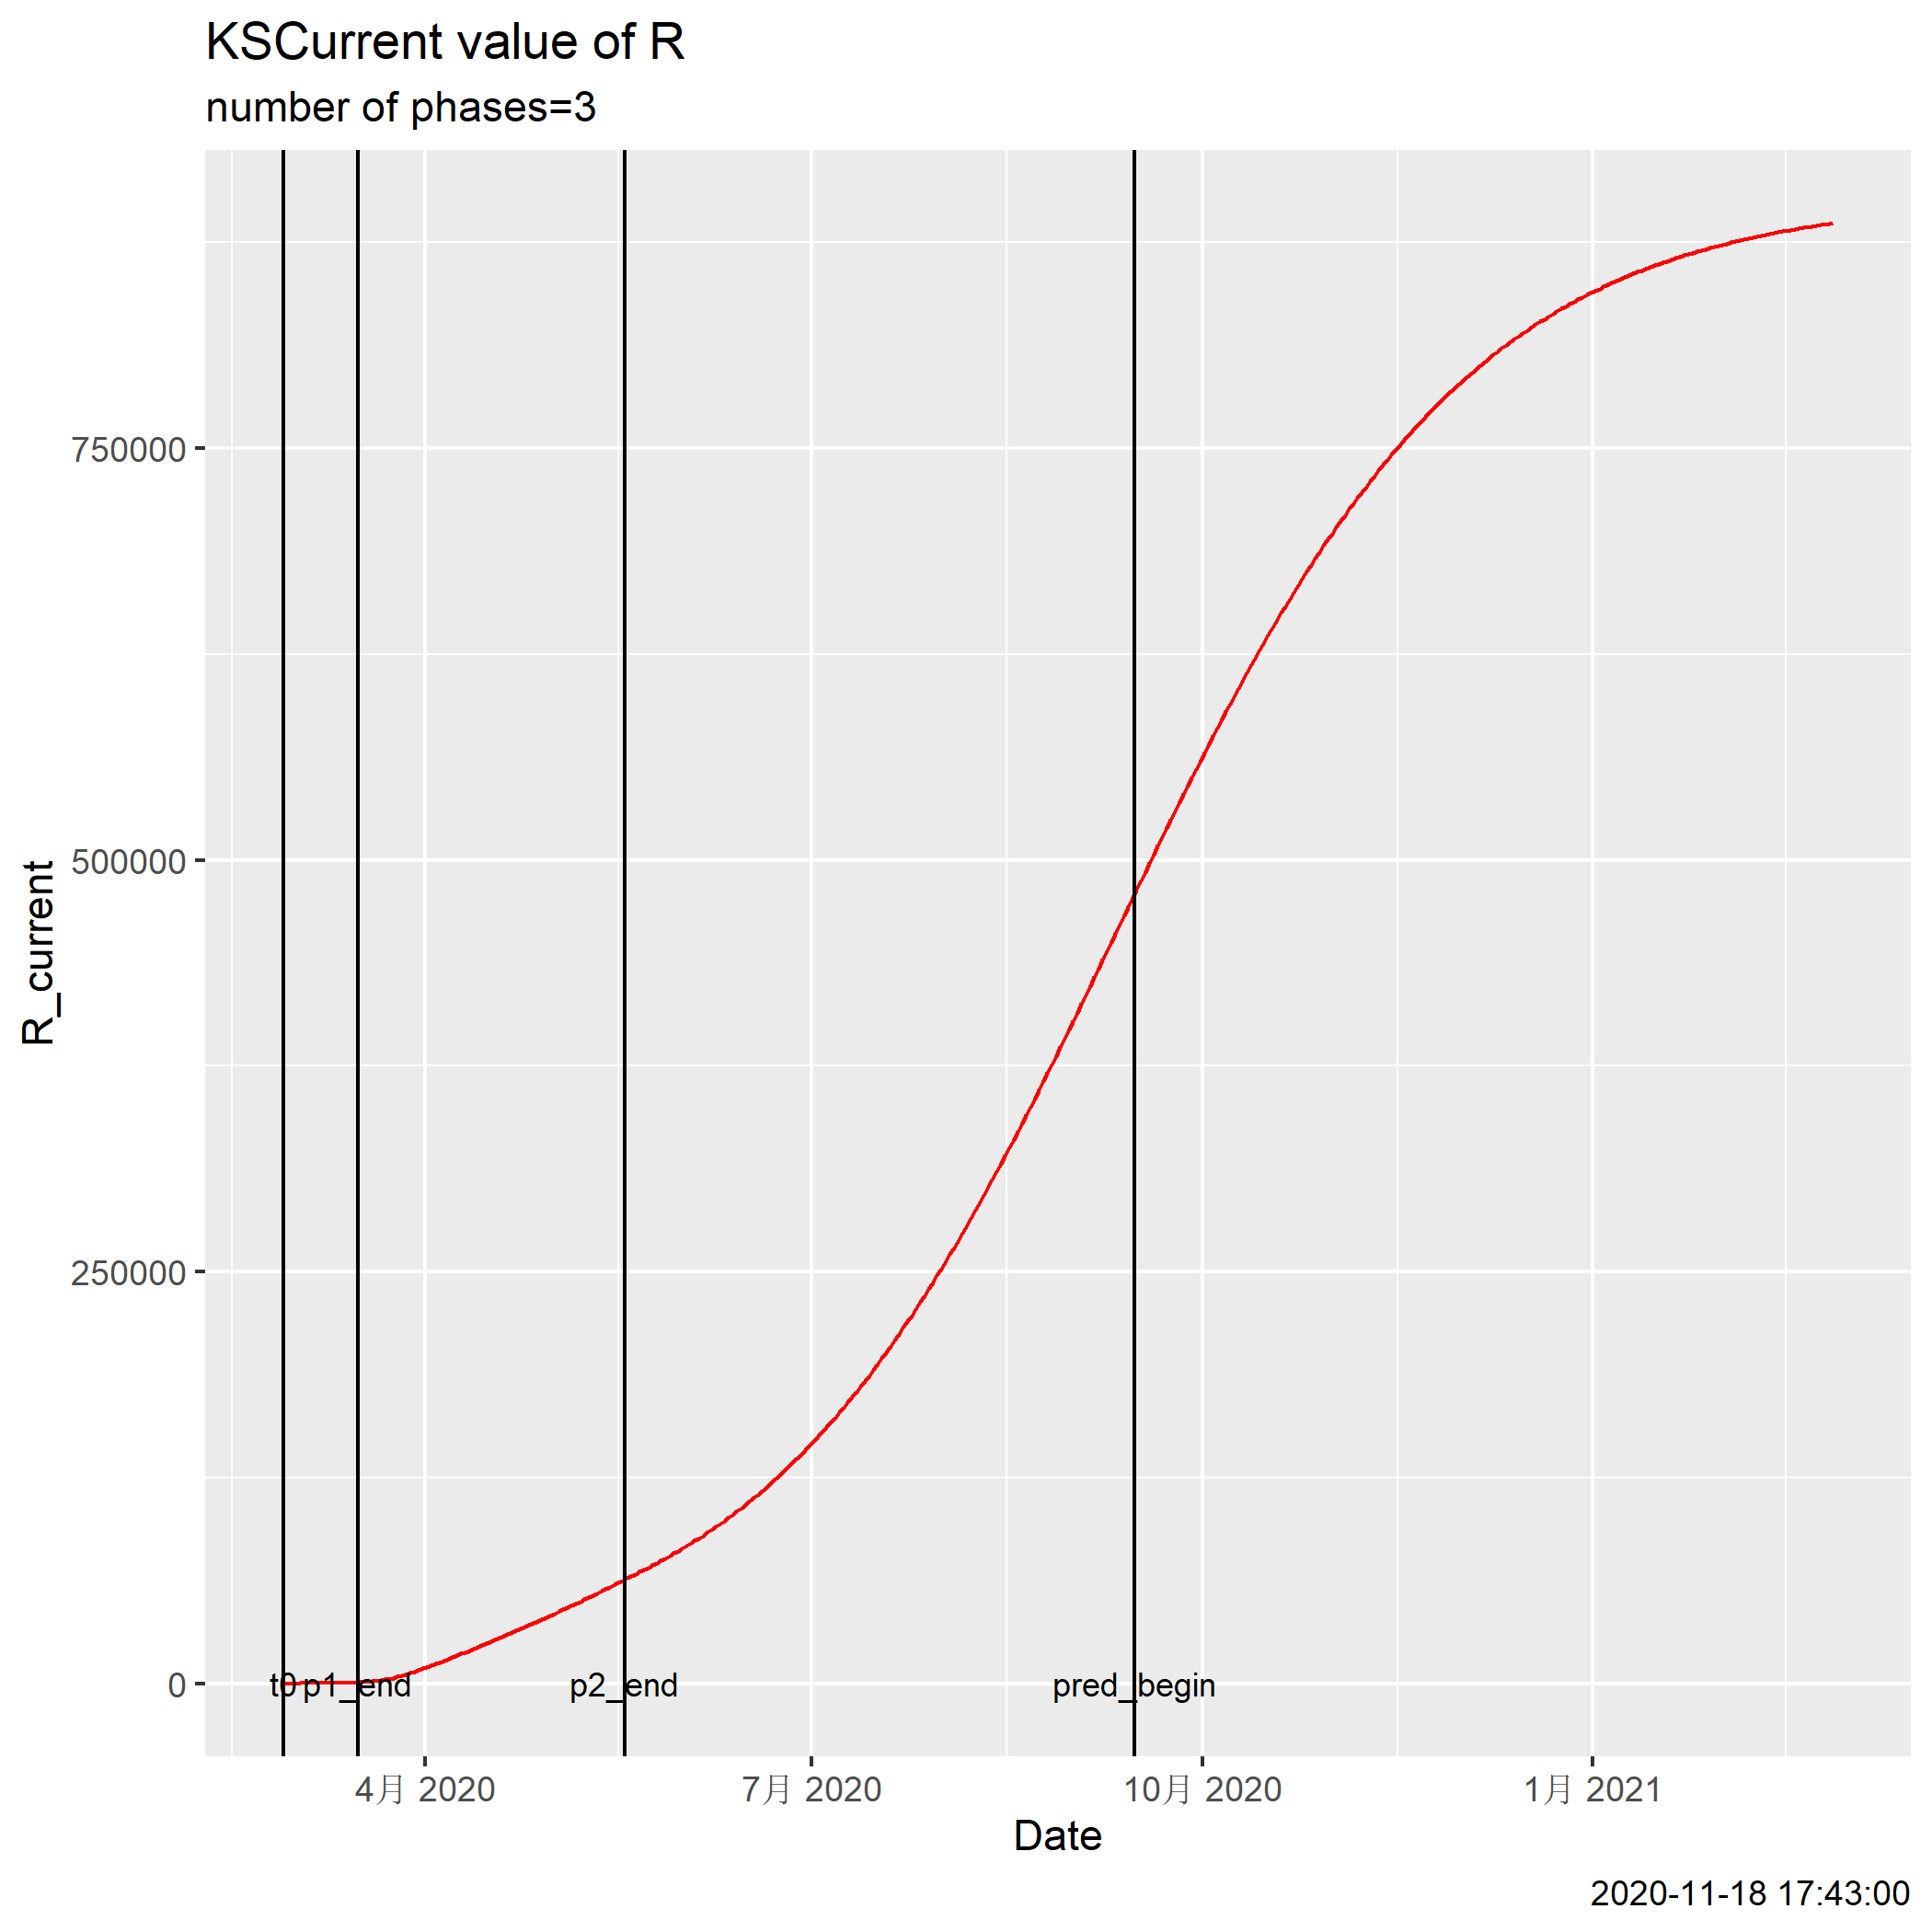 KSCurrent value of R
number of phases=3
750000
500000
250000
0
R_current
t0
p1_end
p2_end
pred_begin
4月 2020
7月 2020
10月 2020
1月 2021
Date
2020-11-18 17:43:00